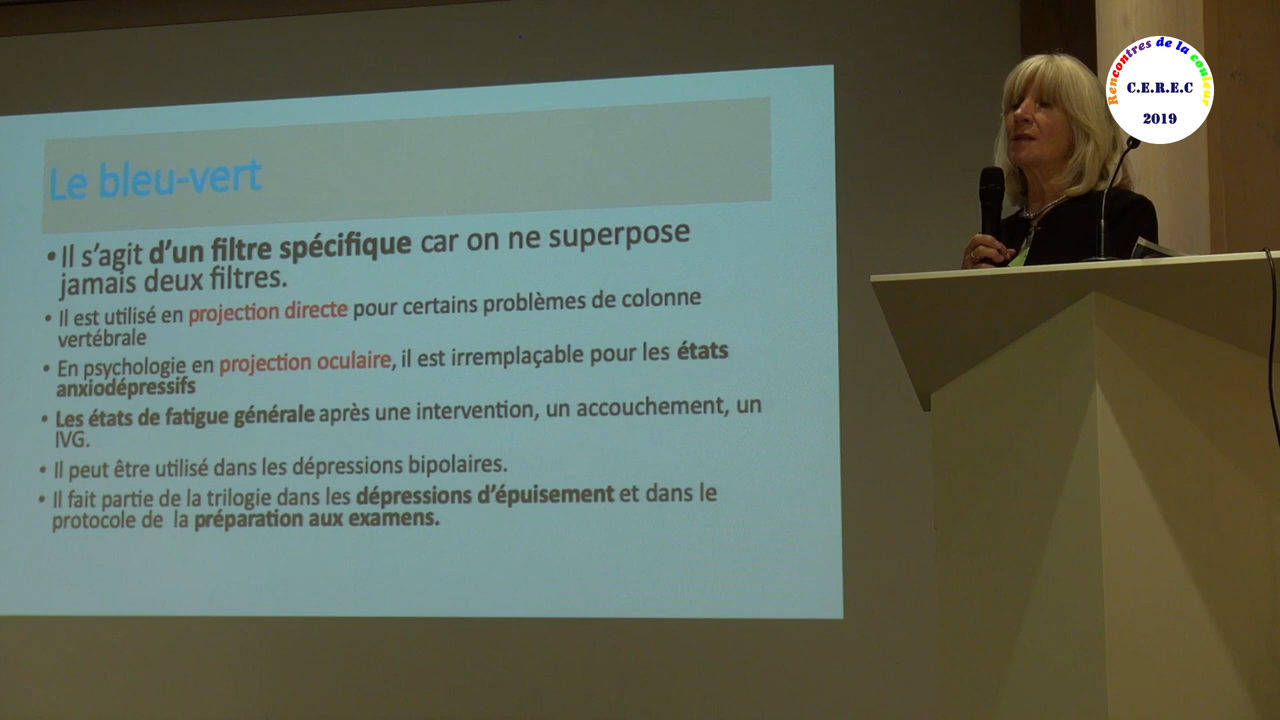 Le bleu-vert
• Il s'agit d'un filtre spécifique car on ne superpose
jamais deux filtres.
• Il est utilisé en projection directe pour certains problèmes de colonne
vertébrale
• En psychologie en projection oculaire, il est irremplaçable pour les états
anxiodépressifs
• Les états de fatigue générale après une intervention, un accouchement, un
IVG.
• Il peut être utilisé dans les dépressions bipolaires.
• Il fait partie de la trilogie dans les dépressions d'épuisement et dans le
protocole de la préparation aux examens.
Rencontres de la couleur
C.E.R.E.C
2019